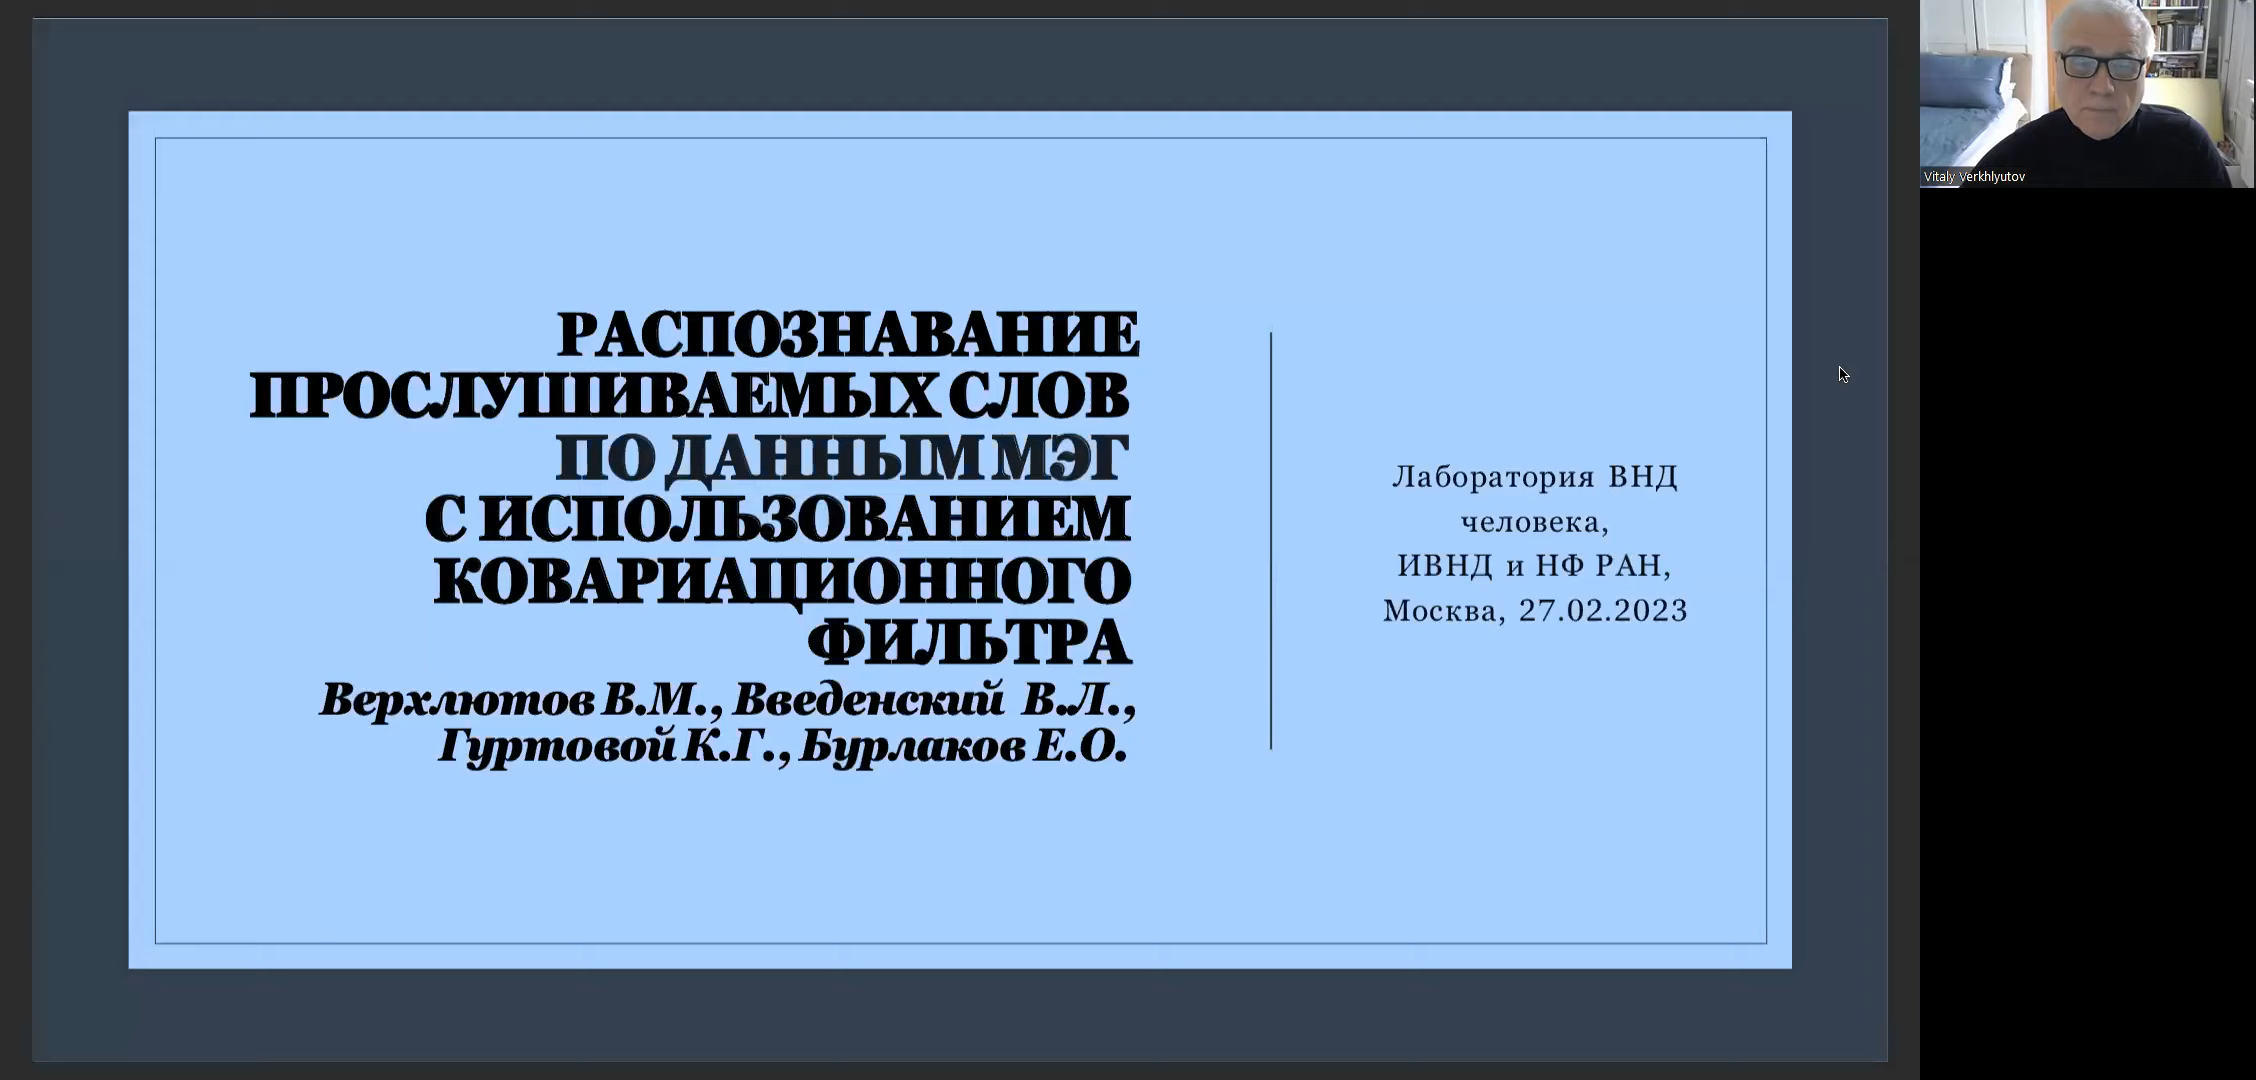 РАСПОЗНАВАНИЕ
ПРОСЛУШИВАЕМЫХ СЛОВ
ПО ДАННЫМ МЭГ
С ИСПОЛЬЗОВАНИЕМ
КОВАРИАЦИОННОГО
ФИЛЬТРА
Верхлютов В.М., Введенский В.Л.,
Гуртовой К.Г., Бурлаков Е.О.
Лаборатория ВНД
человека,
ИВНД и НФ РАН,
Москва, 27.02.2023
Vitaly Verkhlyutov